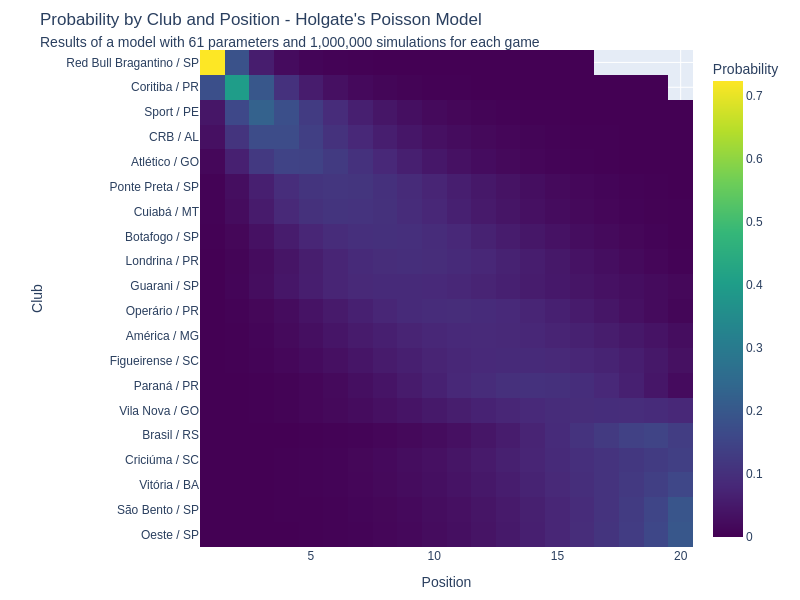 Probability by Club and Position - Holgate's Poisson Model
Results of a model with 61 parameters and 1,000,000 simulations for each game
Probability
Club
Red Bull Bragantino / SP
Coritiba / PR
Sport / PE
CRB / AL
Atlético / GO
Ponte Preta / SP
Cuiabá / MT
Botafogo / SP
Londrina / PR
Guarani / SP
Operário / PR
América / MG
Figueirense / SC
Paraná / PR
Vila Nova / GO
Brasil / RS
Criciúma / SC
Vitória / BA
São Bento / SP
Oeste / SP
0.7
0.6
0.5
0.4
0.3
0.2
0.1
0
5
10
15
20
Position